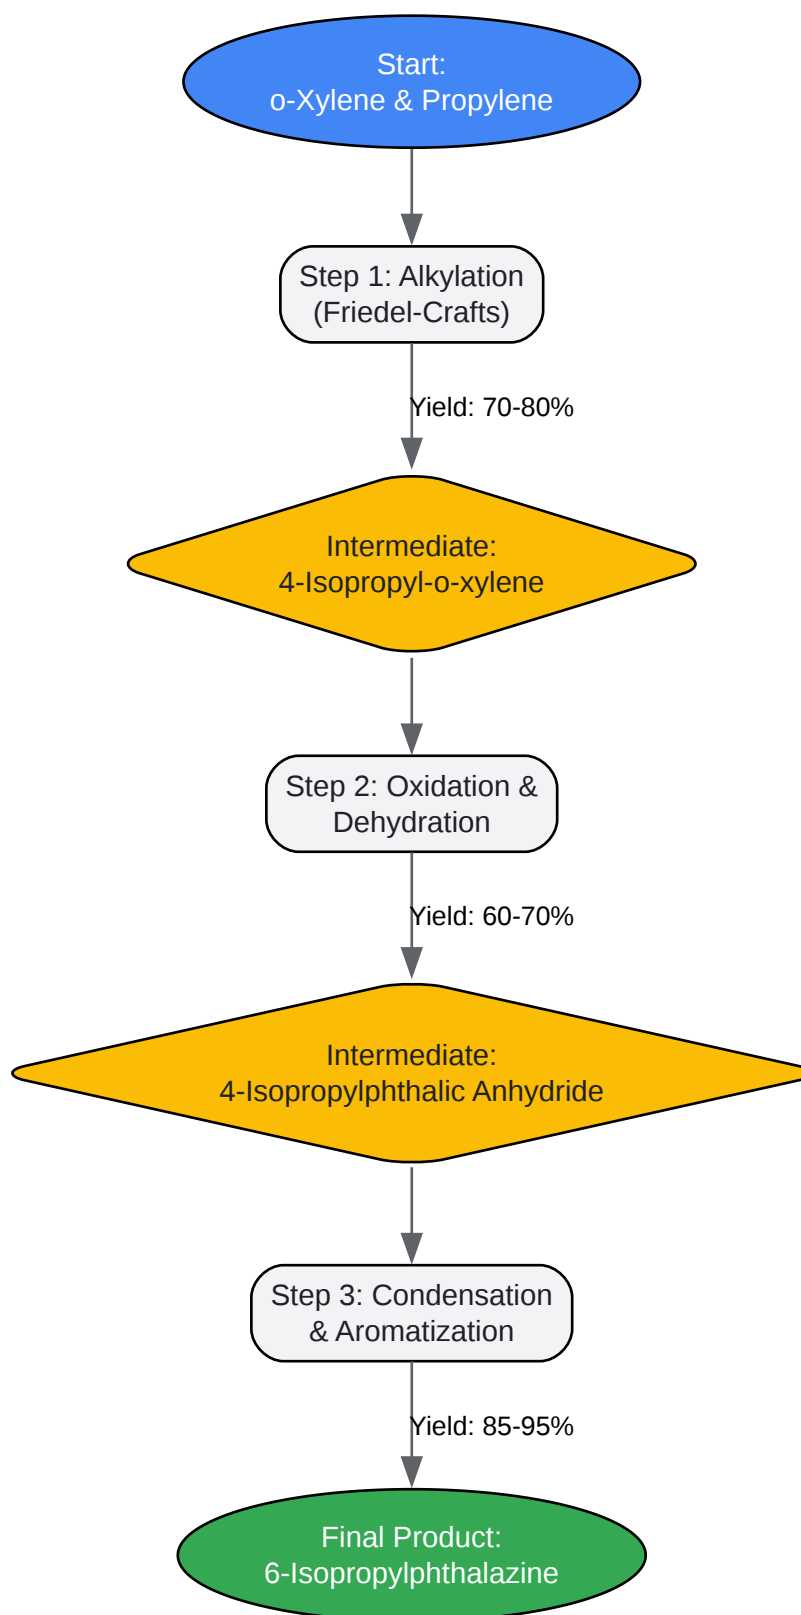 Start:
o-Xylene & Propylene
Step 1: Alkylation
(Friedel-Crafts)
Yield: 70-80%
Intermediate:
4-Isopropyl-o-xylene
Step 2: Oxidation &
Dehydration
Yield: 60-70%
Intermediate:
4-Isopropylphthalic Anhydride
Step 3: Condensation
& Aromatization
Yield: 85-95%
Final Product:
6-Isopropylphthalazine